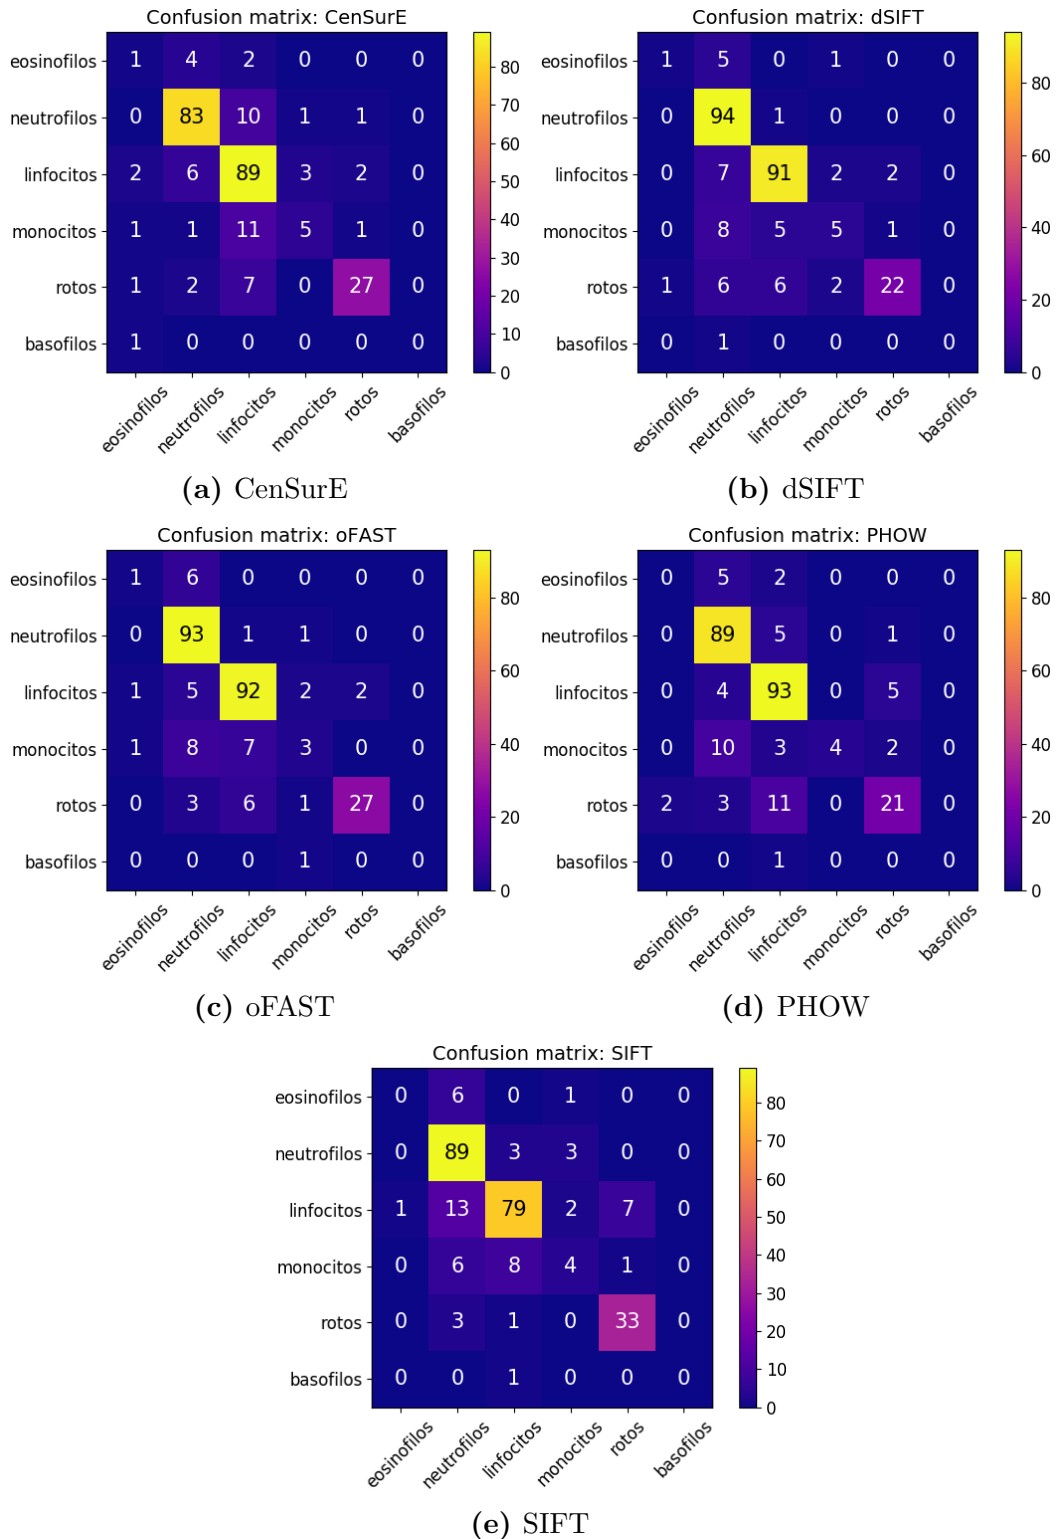 Confusion matrix: CenSurE
eosinofilos 1 4 2 0 0 0
neutrofilos 0 83 10 1 1 0
linfocitos 2 6 89 3 2 0
monocitos 1 1 11 5 1 0
rotos 1 2 7 0 27 0
basofilos 1 0 0 0 0 0
eosinofilos neutrofilos linfocitos monocitos rotos basofilos
80
70
60
50
40
30
20
10
0
(a) CenSurE
Confusion matrix: dSIFT
eosinofilos 1 5 0 1 0 0
neutrofilos 0 94 1 0 0 0
linfocitos 0 7 91 2 2 0
monocitos 0 8 5 5 1 0
rotos 1 6 6 2 22 0
basofilos 0 1 0 0 0 0
eosinofilos neutrofilos linfocitos monocitos rotos basofilos
80
60
40
20
0
(b) dSIFT
Confusion matrix: oFAST
eosinofilos 1 6 0 0 0 0
neutrofilos 0 93 1 1 0 0
linfocitos 1 5 92 2 2 0
monocitos 1 8 7 3 0 0
rotos 0 3 6 1 27 0
basofilos 0 0 0 1 0 0
eosinofilos neutrofilos linfocitos monocitos rotos basofilos
80
60
40
20
0
(c) oFAST
Confusion matrix: PHOW
eosinofilos 0 5 2 0 0 0
neutrofilos 0 89 5 0 1 0
linfocitos 0 4 93 0 5 0
monocitos 0 10 3 4 2 0
rotos 2 3 11 0 21 0
basofilos 0 0 1 0 0 0
eosinofilos neutrofilos linfocitos monocitos rotos basofilos
80
60
40
20
0
(d) PHOW
Confusion matrix: SIFT
eosinofilos 0 6 0 1 0 0
neutrofilos 0 89 3 3 0 0
linfocitos 1 13 79 2 7 0
monocitos 0 6 8 4 1 0
rotos 0 3 1 0 33 0
basofilos 0 0 1 0 0 0
eosinofilos neutrofilos linfocitos monocitos rotos basofilos
80
70
60
50
40
30
20
10
0
(e) SIFT